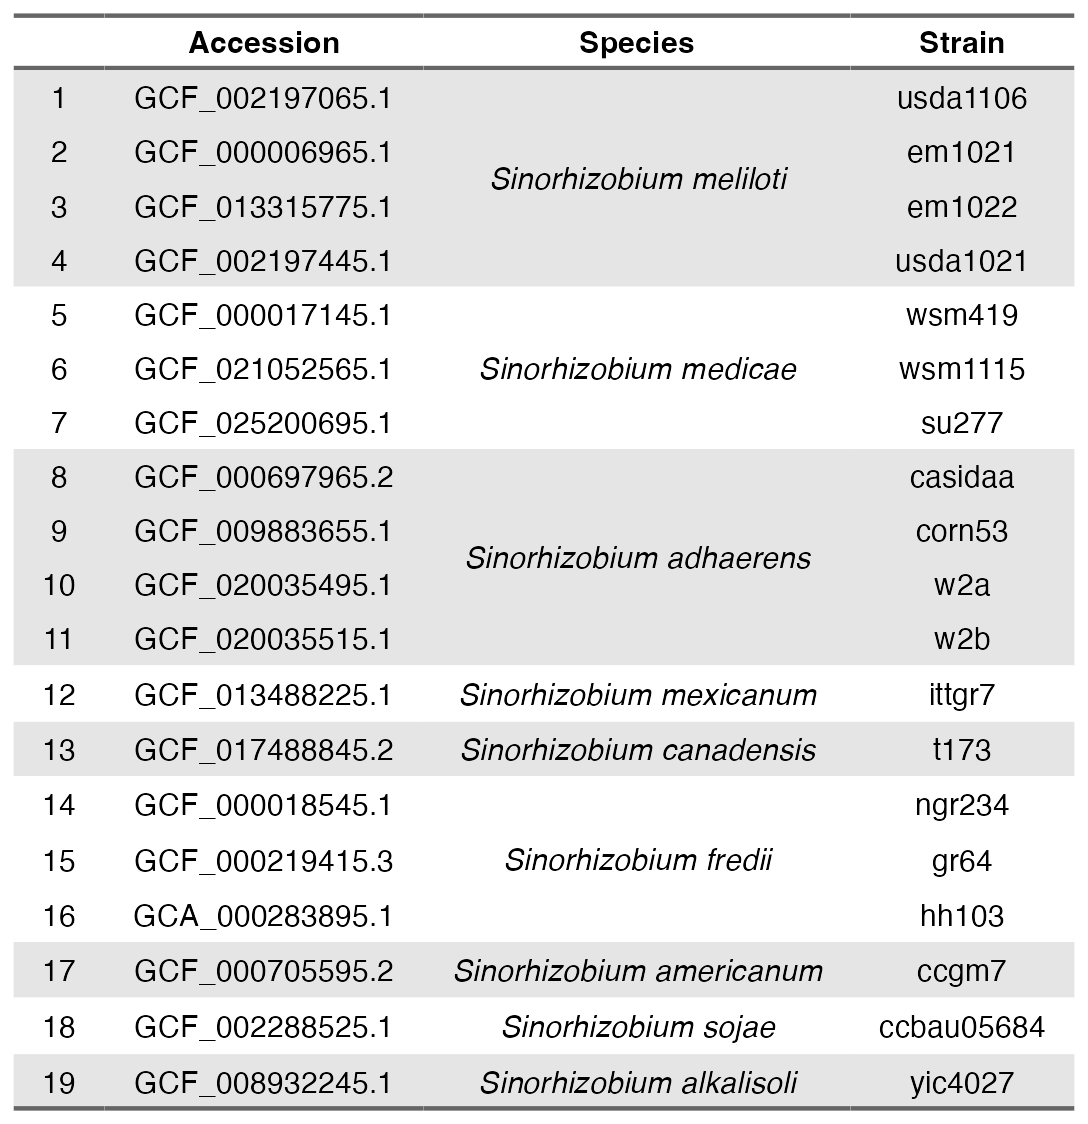 Accession Species Strain
1 GCF_002197065.1 usda1106
2 GCF_000006965.1 em1021
Sinorhizobium meliloti
3 GCF_013315775.1 em1022
4 GCF_002197445.1 usda1021
5 GCF_000017145.1 wsm419
6 GCF_021052565.1 Sinorhizobium medicae wsm1115
7 GCF_025200695.1 su277
8 GCF_000697965.2 casidaa
9 GCF_009883655.1 corn53
Sinorhizobium adhaerens
10 GCF_020035495.1 w2a
11 GCF_020035515.1 w2b
12 GCF_013488225.1 Sinorhizobium mexicanum ittgr7
13 GCF_017488845.2 Sinorhizobium canadensis t173
14 GCF_000018545.1 ngr234
15 GCF_000219415.3 Sinorhizobium fredii gr64
16 GCA_000283895.1 hh103
17 GCF_000705595.2 Sinorhizobium americanum ccgm7
18 GCF_002288525.1 Sinorhizobium sojae ccbau05684
19 GCF_008932245.1 Sinorhizobium alkalisoli yic4027